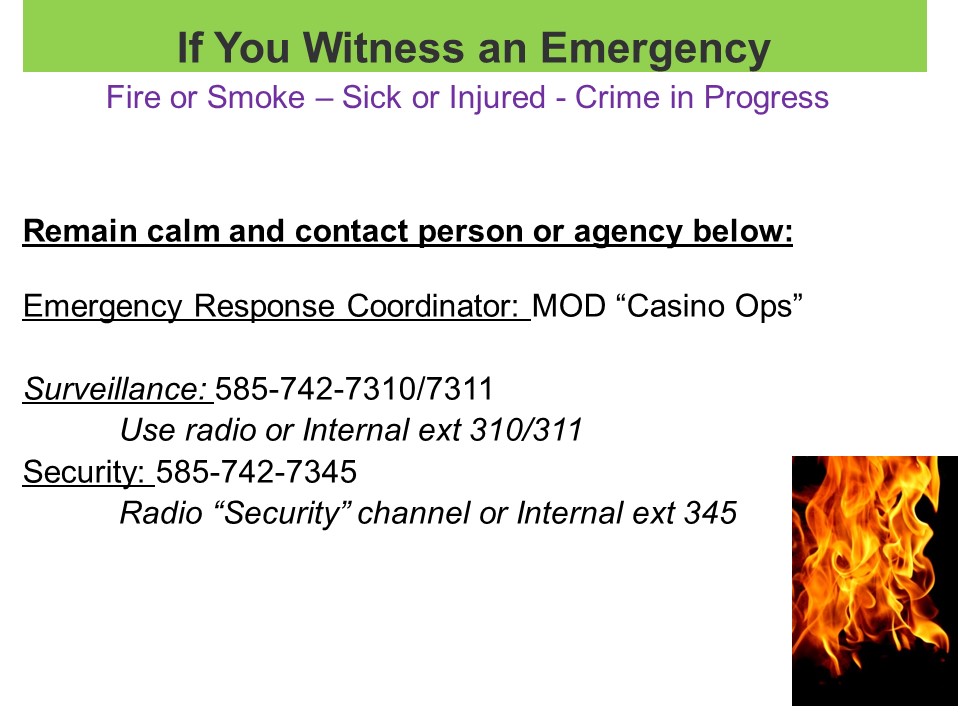 If You Witness an Emergency
Fire or Smoke – Sick or Injured - Crime in Progress
Remain calm and contact person or agency below:
Emergency Response Coordinator: MOD “Casino Ops”
Surveillance: 585-742-7310/7311
Use radio or Internal ext 310/311
Security: 585-742-7345
Radio “Security” channel or Internal ext 345